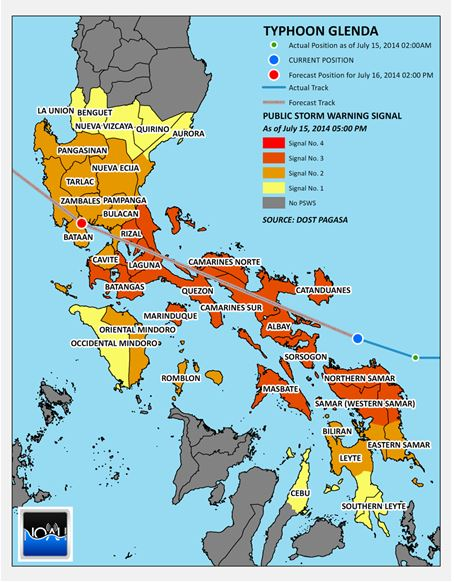 TYPHOON GLENDA
Actual Position as of July 15, 2014 02:00AM
CURRENT POSITION
Forecast Position for July 16, 2014 02:00 PM
Actual Track
Forecast Track
PUBLIC STORM WARNING SIGNAL
As of July 15, 2014 05:00 PM
Signal No. 4
Signal No. 3
Signal No. 2
Signal No. 1
No PSWS
SOURCE: DOST PAGASA
LA UNION
BENGUET
NUEVA VIZCAYA
QUIRINO
AURORA
PANGASINAN
NUEVA ECIJA
TARLAC
ZAMBALES
PAMPANGA
BULACAN
BATAAN
RIZAL
CAVITE
LAGUNA
BATANGAS
CAMARINES NORTE
QUEZON
CATANDUANES
CAMARINES SUR
MARINDUQUE
ALBAY
ORIENTAL MINDORO
OCCIDENTAL MINDORO
SORSOGON
ROMBLON
MASBATE
NORTHERN SAMAR
SAMAR (WESTERN SAMAR)
BILIRAN
EASTERN SAMAR
LEYTE
CEBU
SOUTHERN LEYTE
NOAH